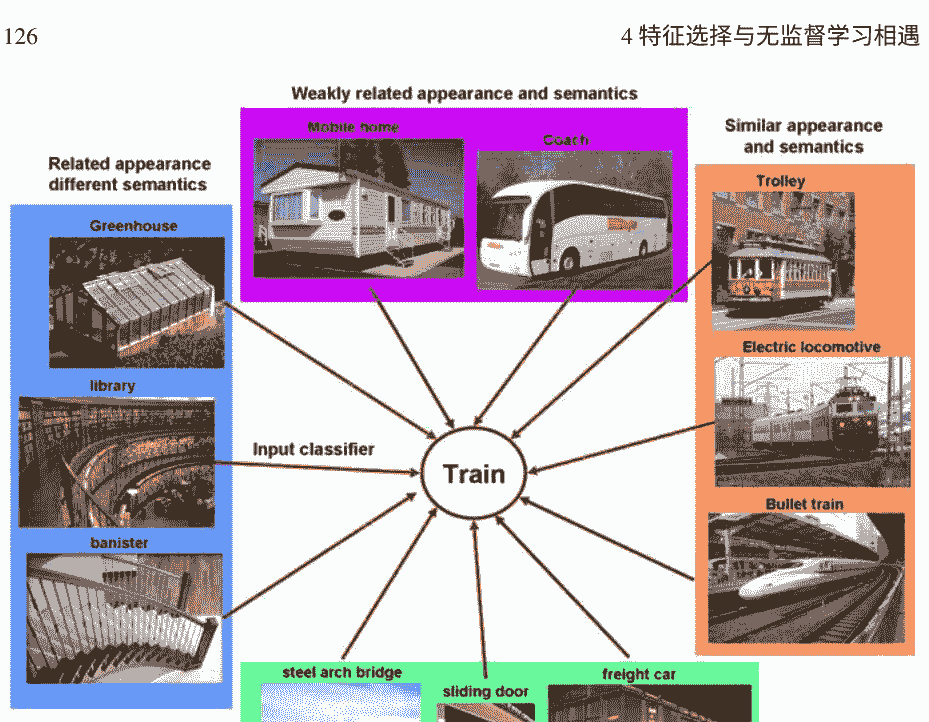 126
4 特征选择与无监督学习相遇
Weakly related appearance and semantics
Mobile home
Coach
Similar appearance
and semantics
Trolley
Related appearance
different semantics
Greenhouse
Electric locomotive
library
Input classifier
Train
Bullet train
banister
steel arch bridge
sliding door
freight car